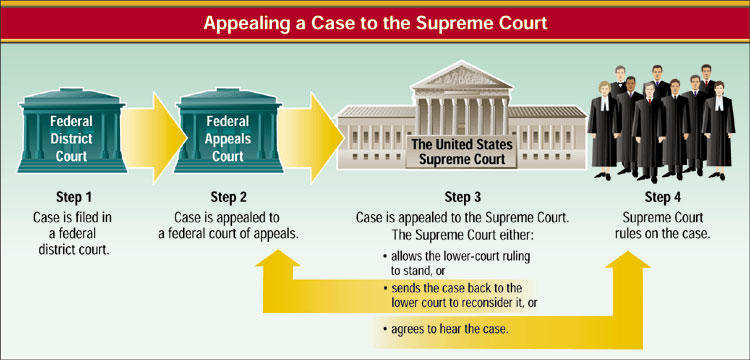 Appealing a Case to the Supreme Court
Federal
District
Court
Federal
Appeals
Court
The United States
Supreme Court
Step 1
Case is filed in
a federal
district court.
Step 2
Case is appealed to
a federal court of appeals.
Step 3
Case is appealed to the Supreme Court.
The Supreme Court either:
• allows the lower-court ruling
to stand, or
• sends the case back to the
lower court to reconsider it, or
• agrees to hear the case.
Step 4
Supreme Court
rules on the case.